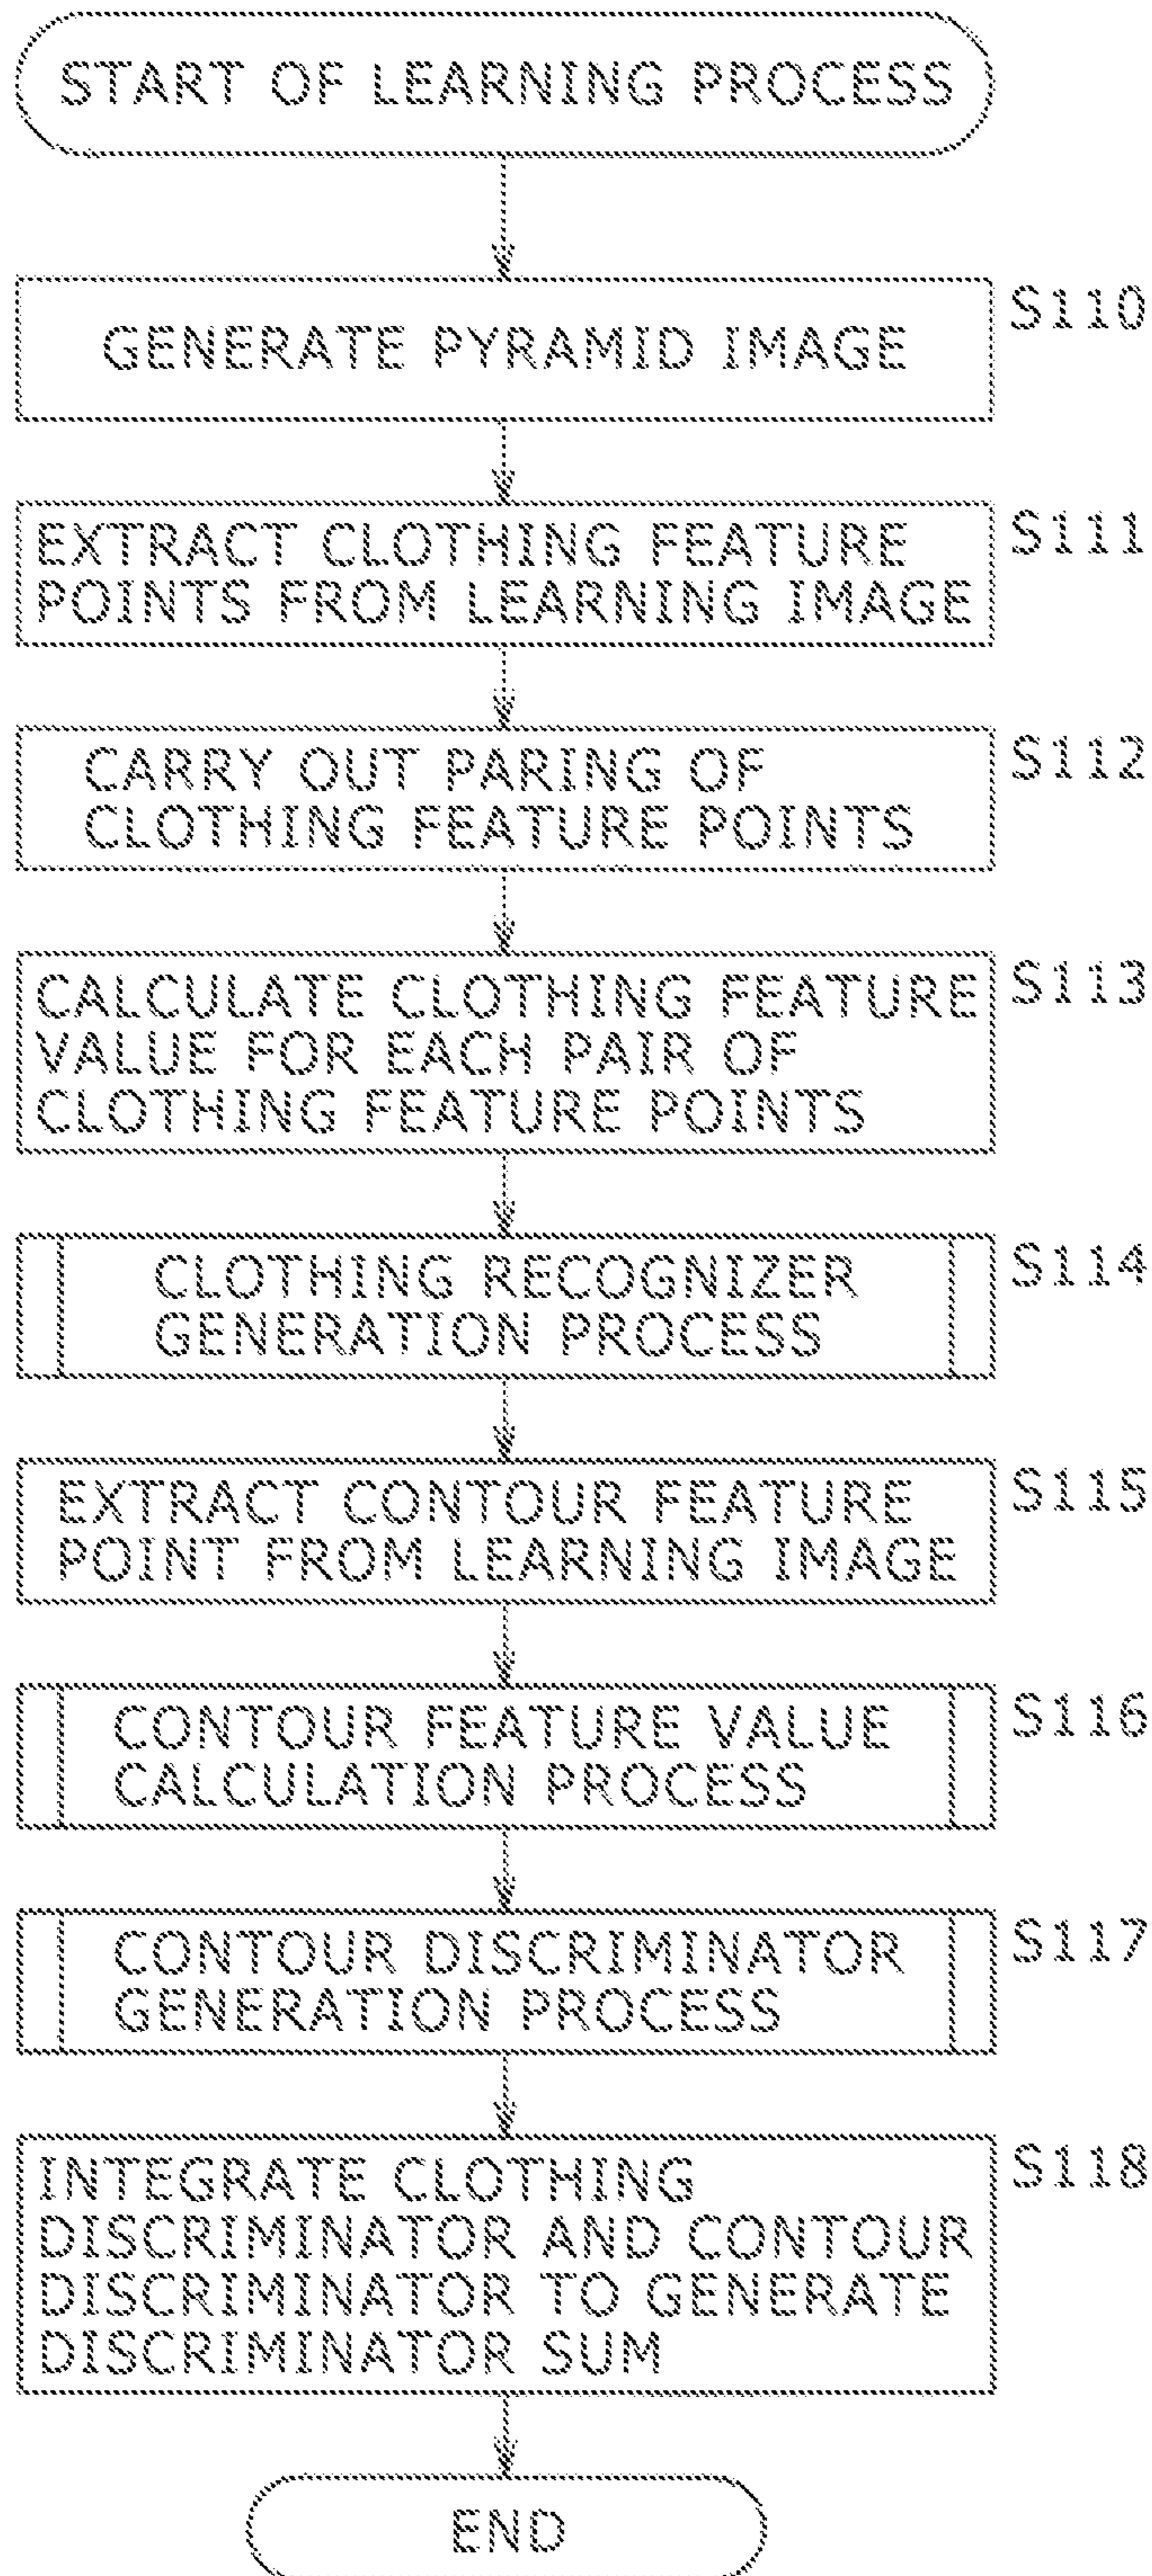 START OF LEARNING PROCESS
GENERATE PYRAMID IMAGE
S110
EXTRACT CLOTHING FEATURE
POINTS FROM LEARNING IMAGE
S111
CARRY OUT PARING OF
CLOTHING FEATURE POINTS
S112
CALCULATE CLOTHING FEATURE
VALUE FOR EACH PAIR OF
CLOTHING FEATURE POINTS
S113
CLOTHING RECOGNIZER
GENERATION PROCESS
S114
EXTRACT CONTOUR FEATURE
POINT FROM LEARNING IMAGE
S115
CONTOUR FEATURE VALUE
CALCULATION PROCESS
S116
CONTOUR DISCRIMINATOR
GENERATION PROCESS
S117
INTEGRATE CLOTHING
DISCRIMINATOR AND CONTOUR
DISCRIMINATOR TO GENERATE
DISCRIMINATOR SUM
S118
END